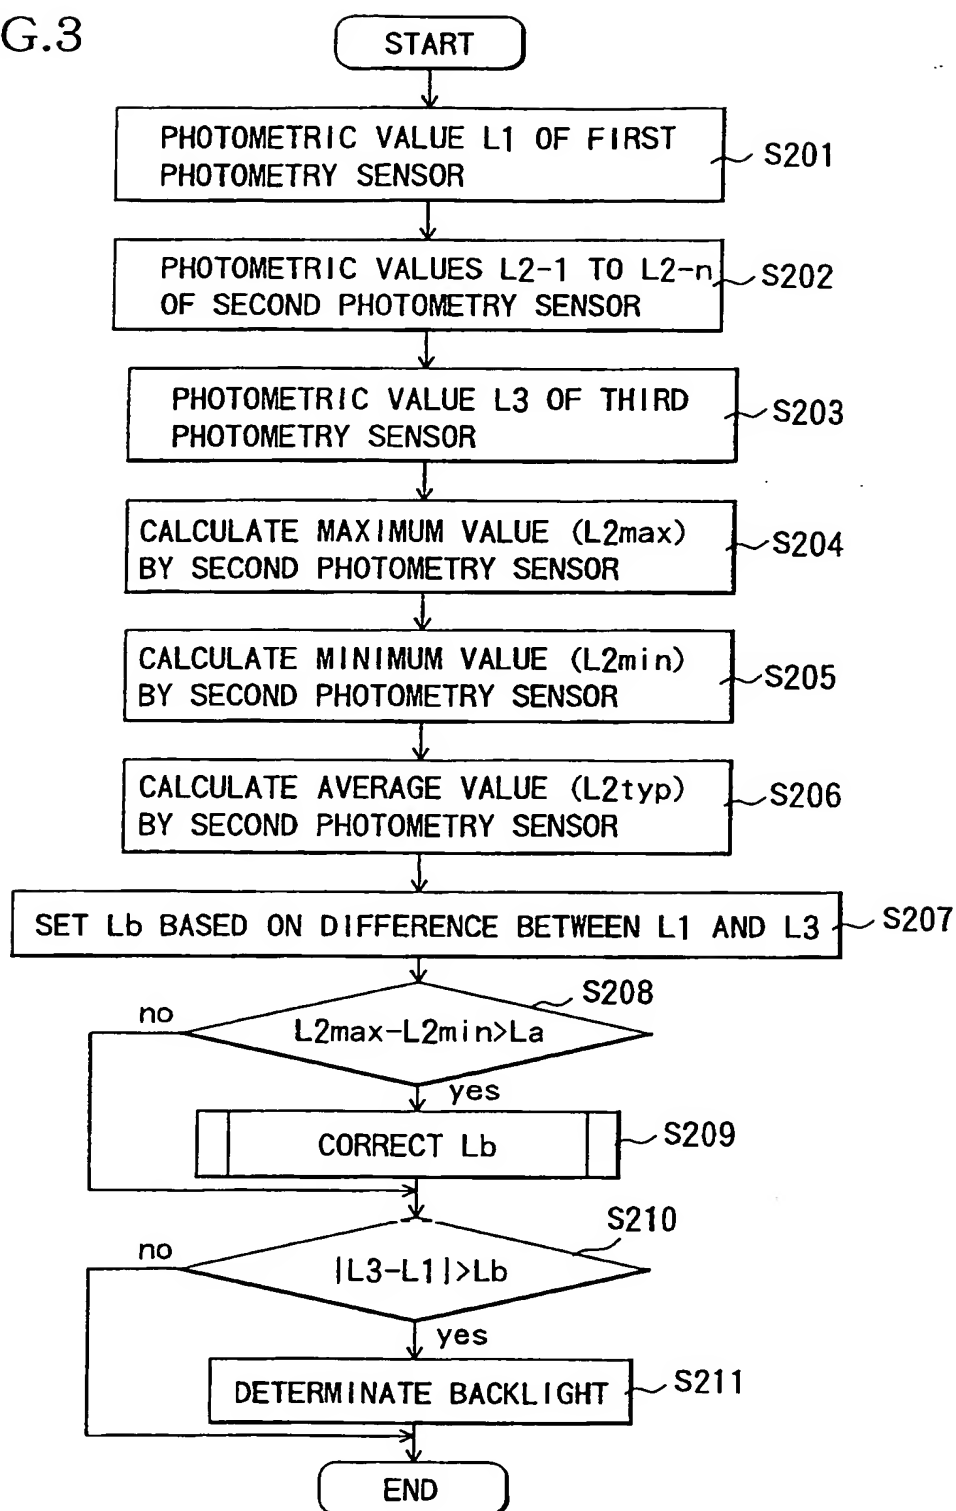 G.3
START
PHOTOMETRIC VALUE L1 OF FIRST
PHOTOMETRY SENSOR
S201
PHOTOMETRIC VALUES L2-1 TO L2-n
OF SECOND PHOTOMETRY SENSOR
S202
PHOTOMETRIC VALUE L3 OF THIRD
PHOTOMETRY SENSOR
S203
CALCULATE MAXIMUM VALUE (L2max)
BY SECOND PHOTOMETRY SENSOR
S204
CALCULATE MINIMUM VALUE (L2min)
BY SECOND PHOTOMETRY SENSOR
S205
CALCULATE AVERAGE VALUE (L2typ)
BY SECOND PHOTOMETRY SENSOR
S206
SET Lb BASED ON DIFFERENCE BETWEEN L1 AND L3
S207
S208
no
L2max-L2min>La
yes
CORRECT Lb
S209
S210
no
|L3-L1|>Lb
yes
DETERMINATE BACKLIGHT
S211
END